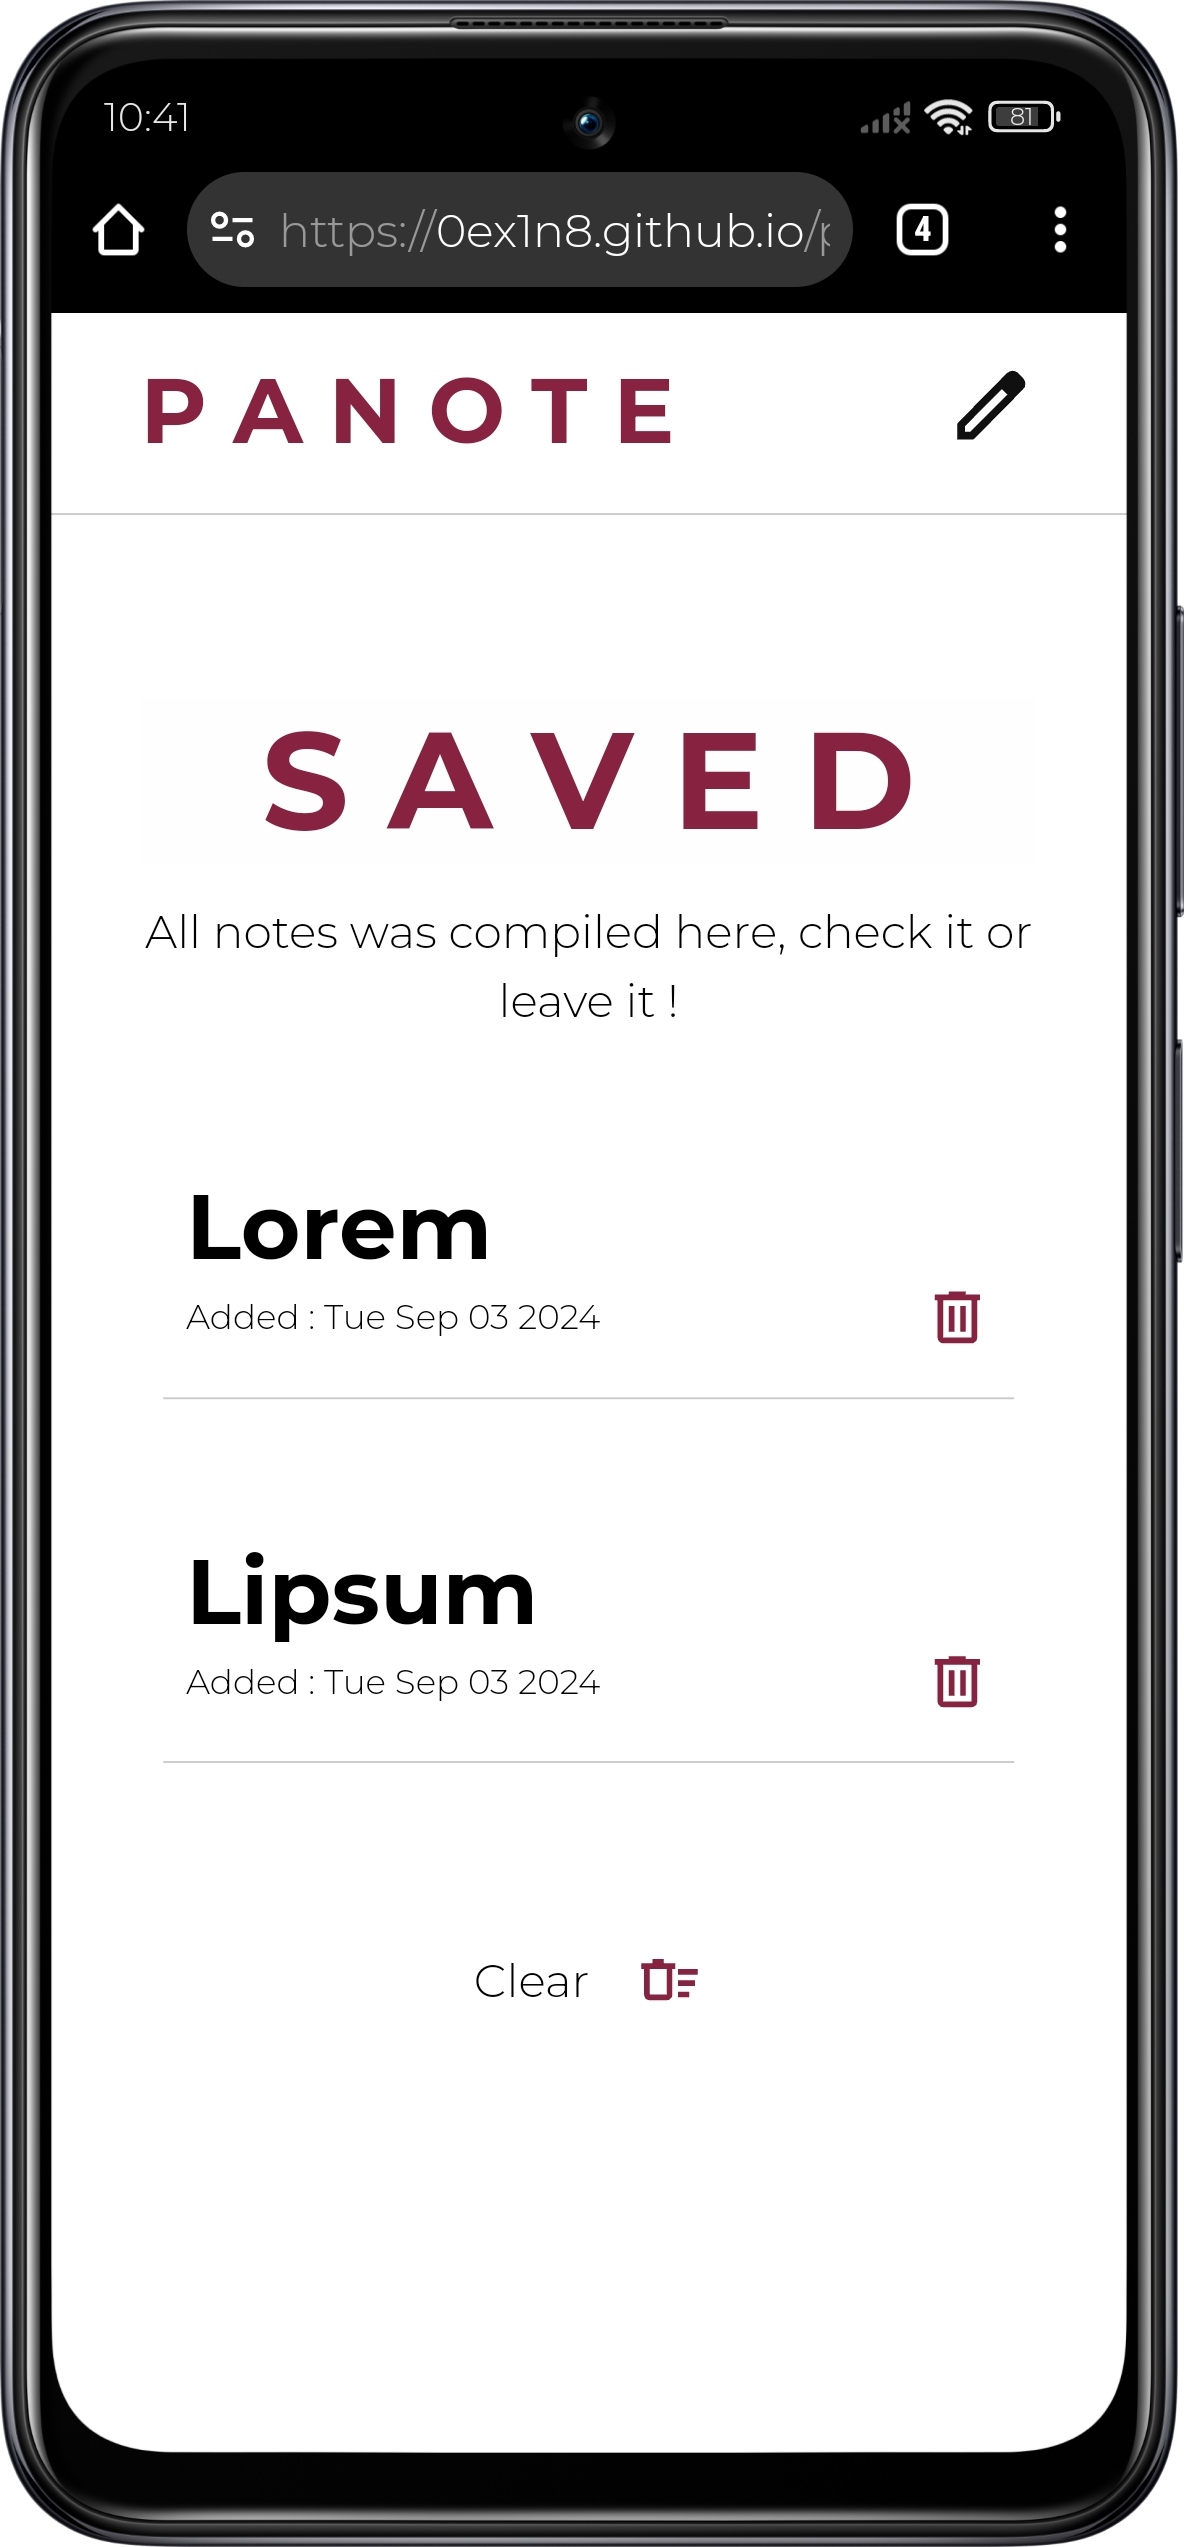 10:41
81
https://0ex1n8.github.io/
4
PANOTE
SAVED
All notes was compiled here, check it or
leave it !
Lorem
Added : Tue Sep 03 2024
Lipsum
Added : Tue Sep 03 2024
Clear